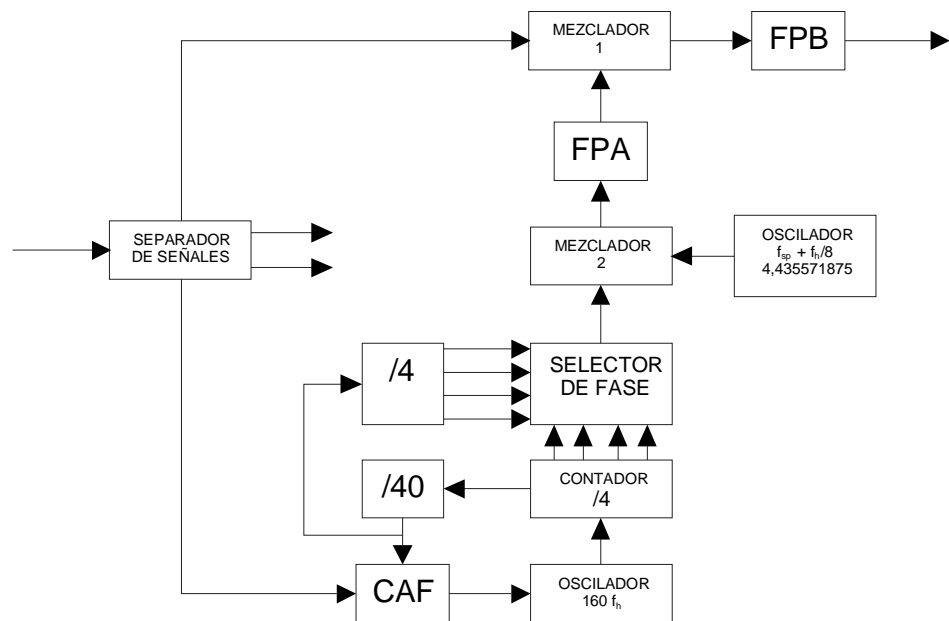 MEZCLADOR
1
FPB
FPA
SEPARADOR
DE SEÑALES
MEZCLADOR
2
OSCILADOR
fsp + fh/8
4,435571875
/4
SELECTOR
DE FASE
/40
CONTADOR
/4
CAF
OSCILADOR
160 fh